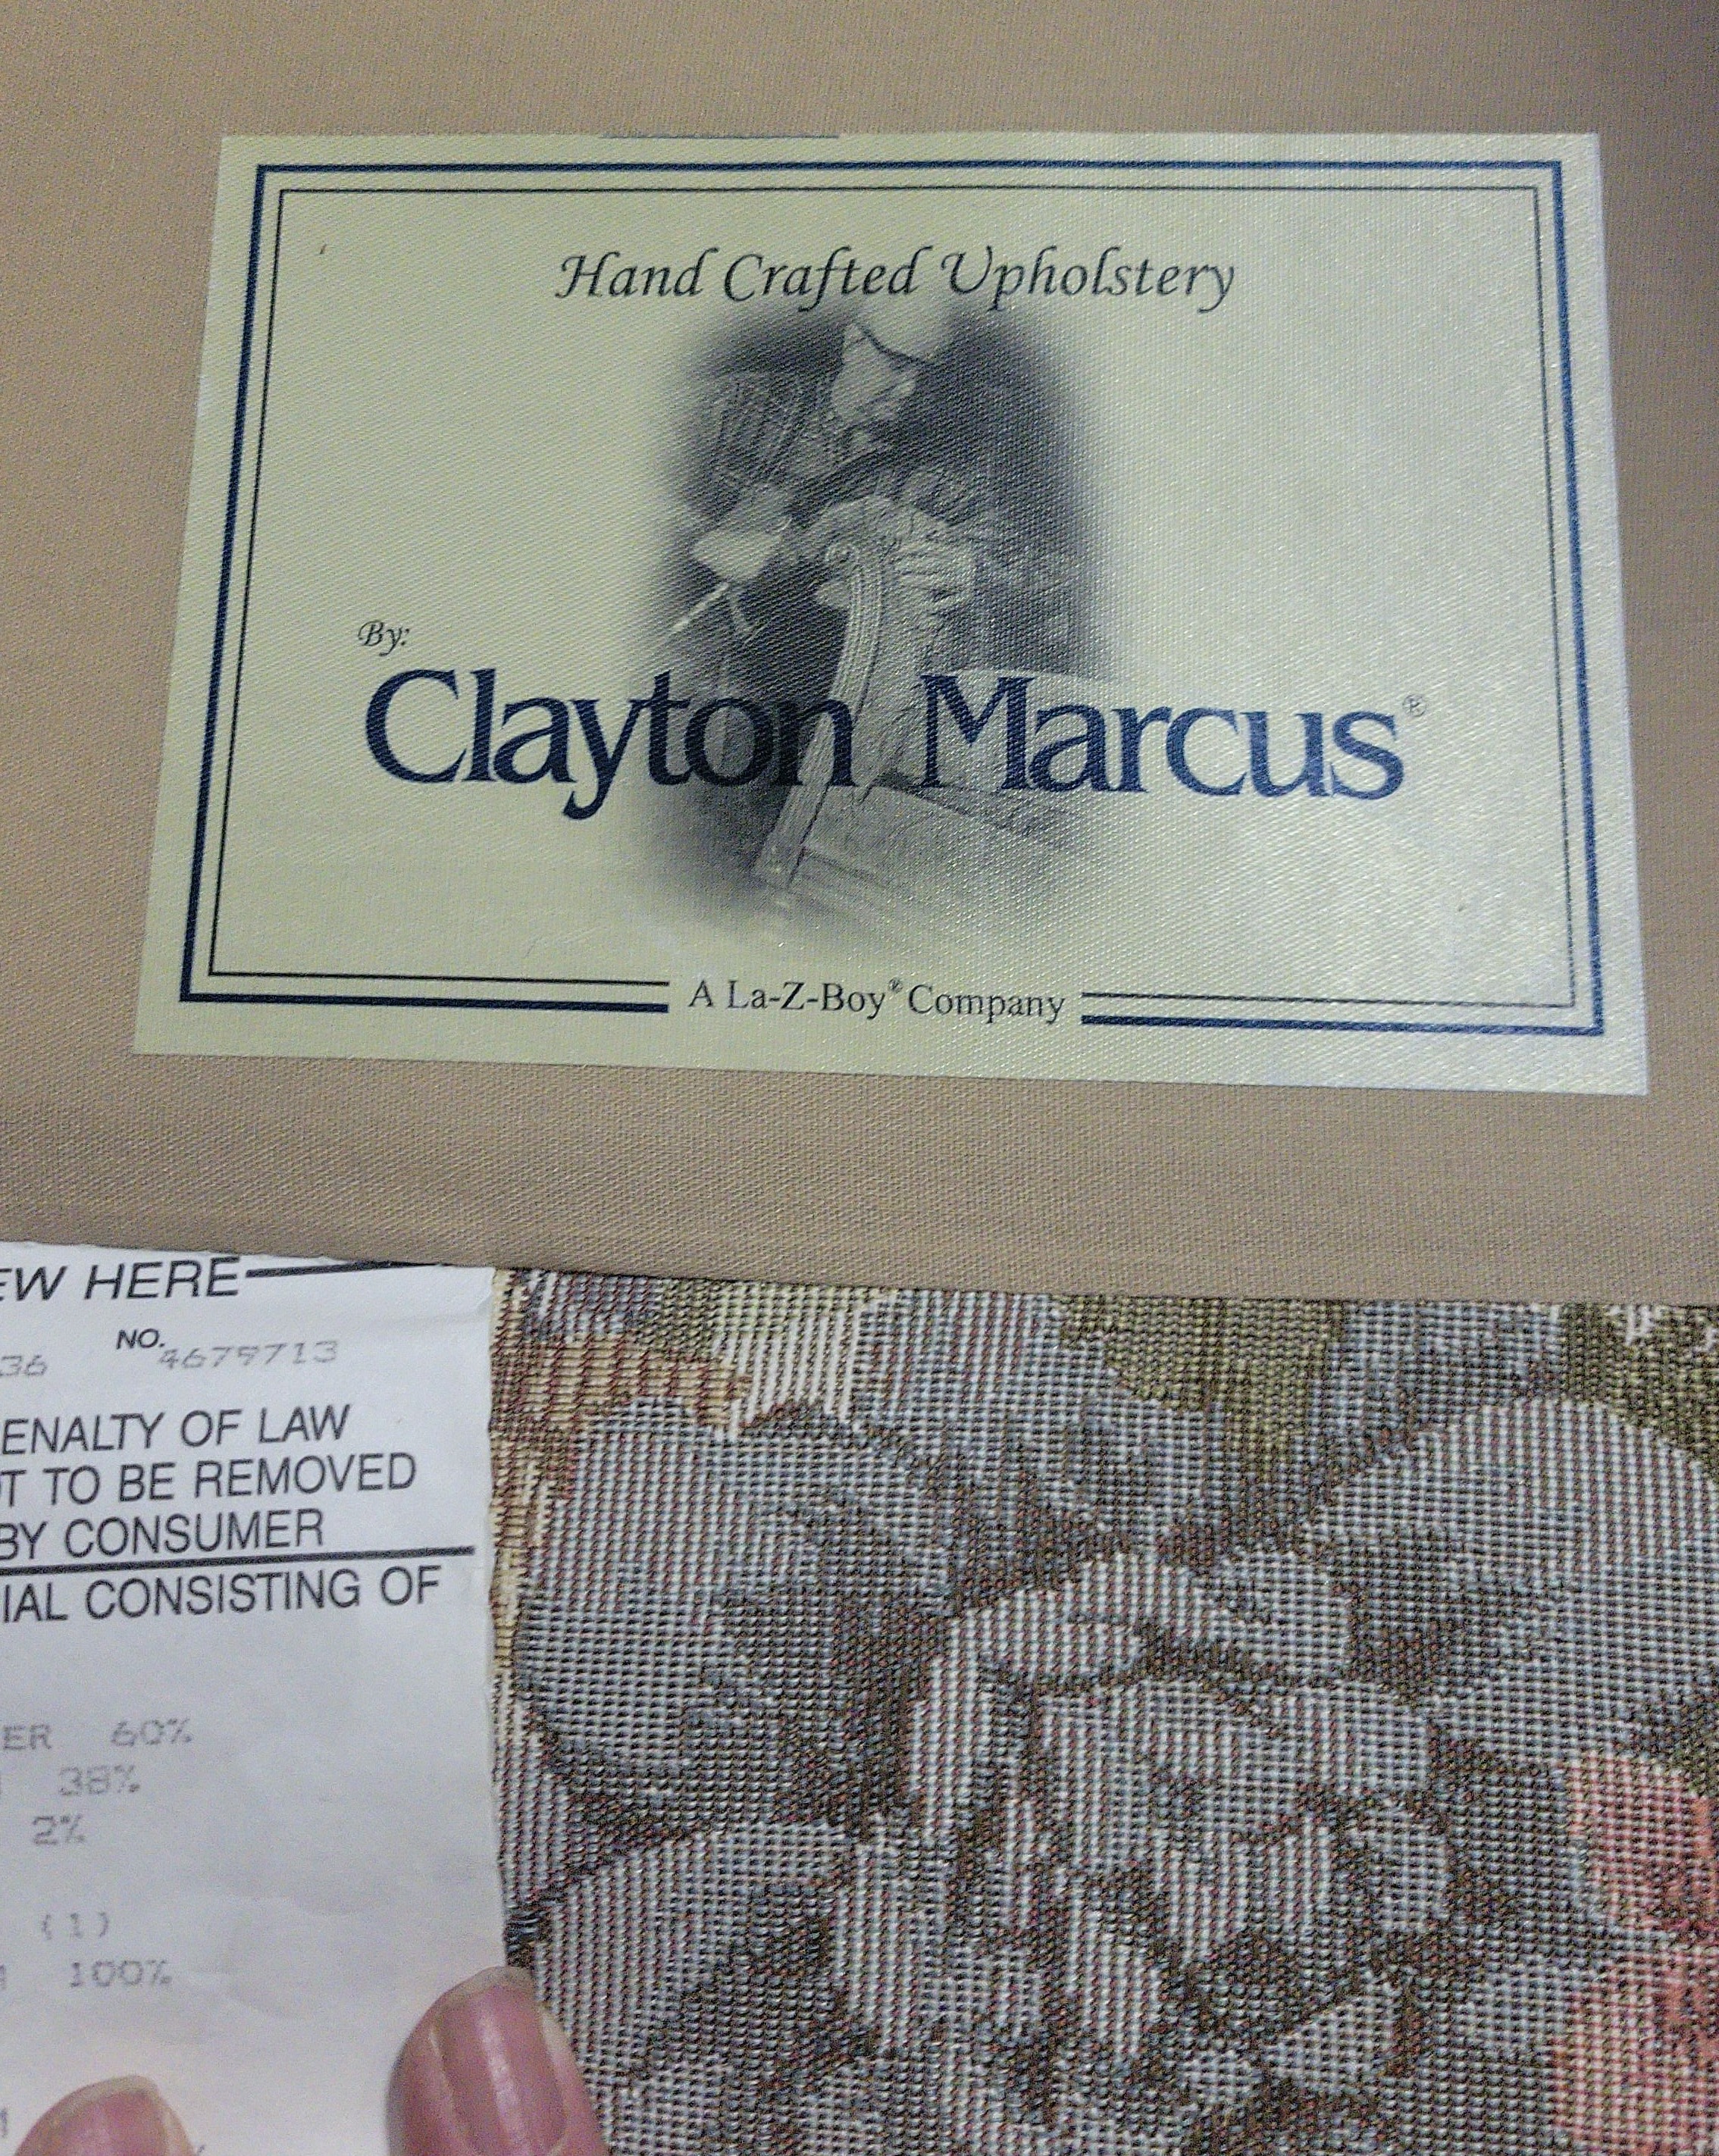 Hand Crafted Upholstery
By:
Clayton Marcus®
A La-Z-Boy® Company
EW HERE
NO. 4679713
36
ENALTY OF LAW
T TO BE REMOVED
BY CONSUMER
IAL CONSISTING OF
ER 60%
38%
2%
(1)
100%